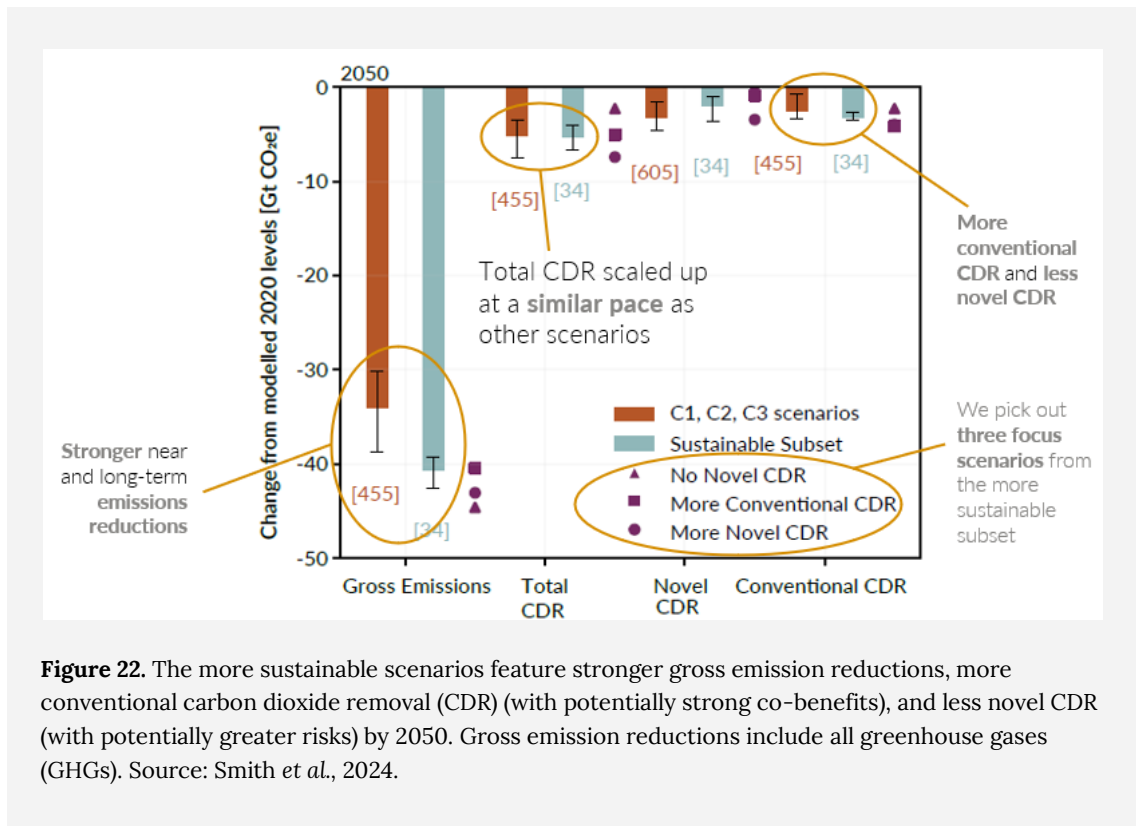 2050
0
-10
-20
-30
-40
-50
Change from modelled 2020 levels [Gt CO₂e]
[455]
[34]
[455]
[34]
[605]
[34]
[455]
[34]
Total CDR scaled up
at a similar pace as
other scenarios
More
conventional
CDR and less
novel CDR
Stronger near
and long-term
emissions
reductions
C1, C2, C3 scenarios
Sustainable Subset
No Novel CDR
More Conventional CDR
More Novel CDR
We pick out
three focus
scenarios from
the more
sustainable
subset
Gross Emissions
Total
CDR
Novel
CDR
Conventional CDR
Figure 22. The more sustainable scenarios feature stronger gross emission reductions, more
conventional carbon dioxide removal (CDR) (with potentially strong co-benefits), and less novel CDR
(with potentially greater risks) by 2050. Gross emission reductions include all greenhouse gases
(GHGs). Source: Smith et al., 2024.